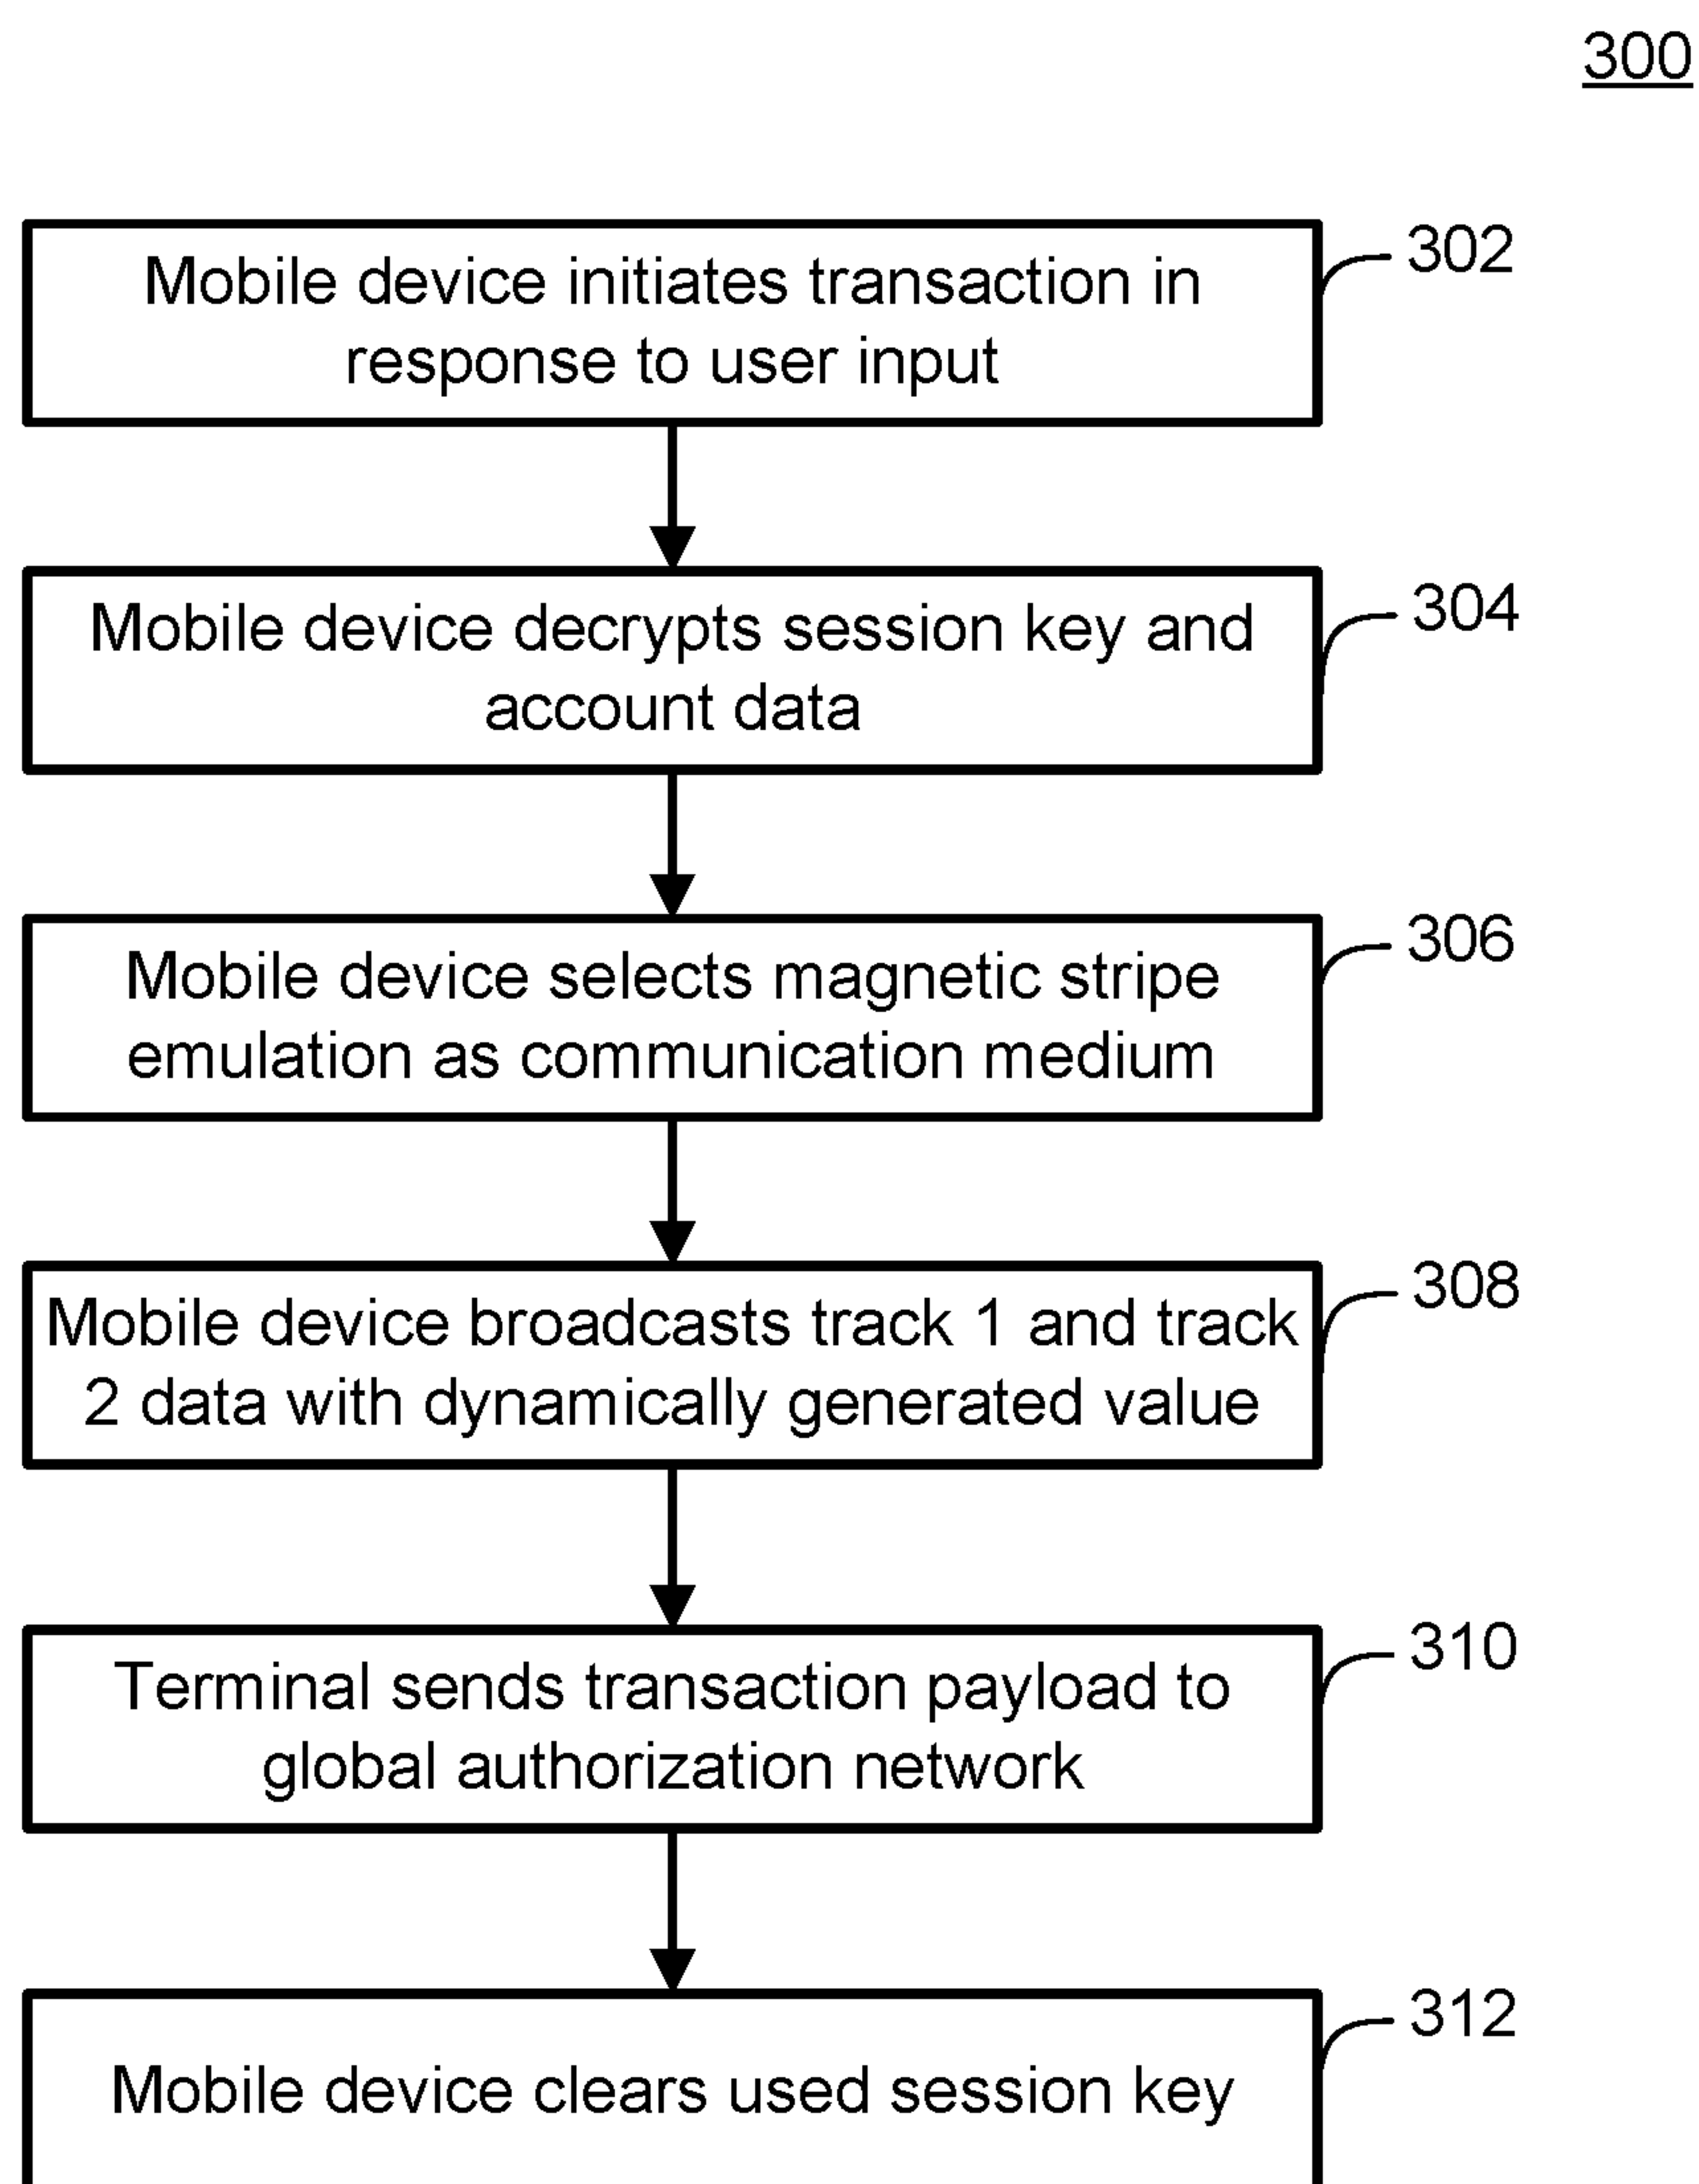 300
Mobile device initiates transaction in
response to user input
302
Mobile device decrypts session key and
account data
304
Mobile device selects magnetic stripe
emulation as communication medium
306
Mobile device broadcasts track 1 and track
2 data with dynamically generated value
308
Terminal sends transaction payload to
global authorization network
310
Mobile device clears used session key
312